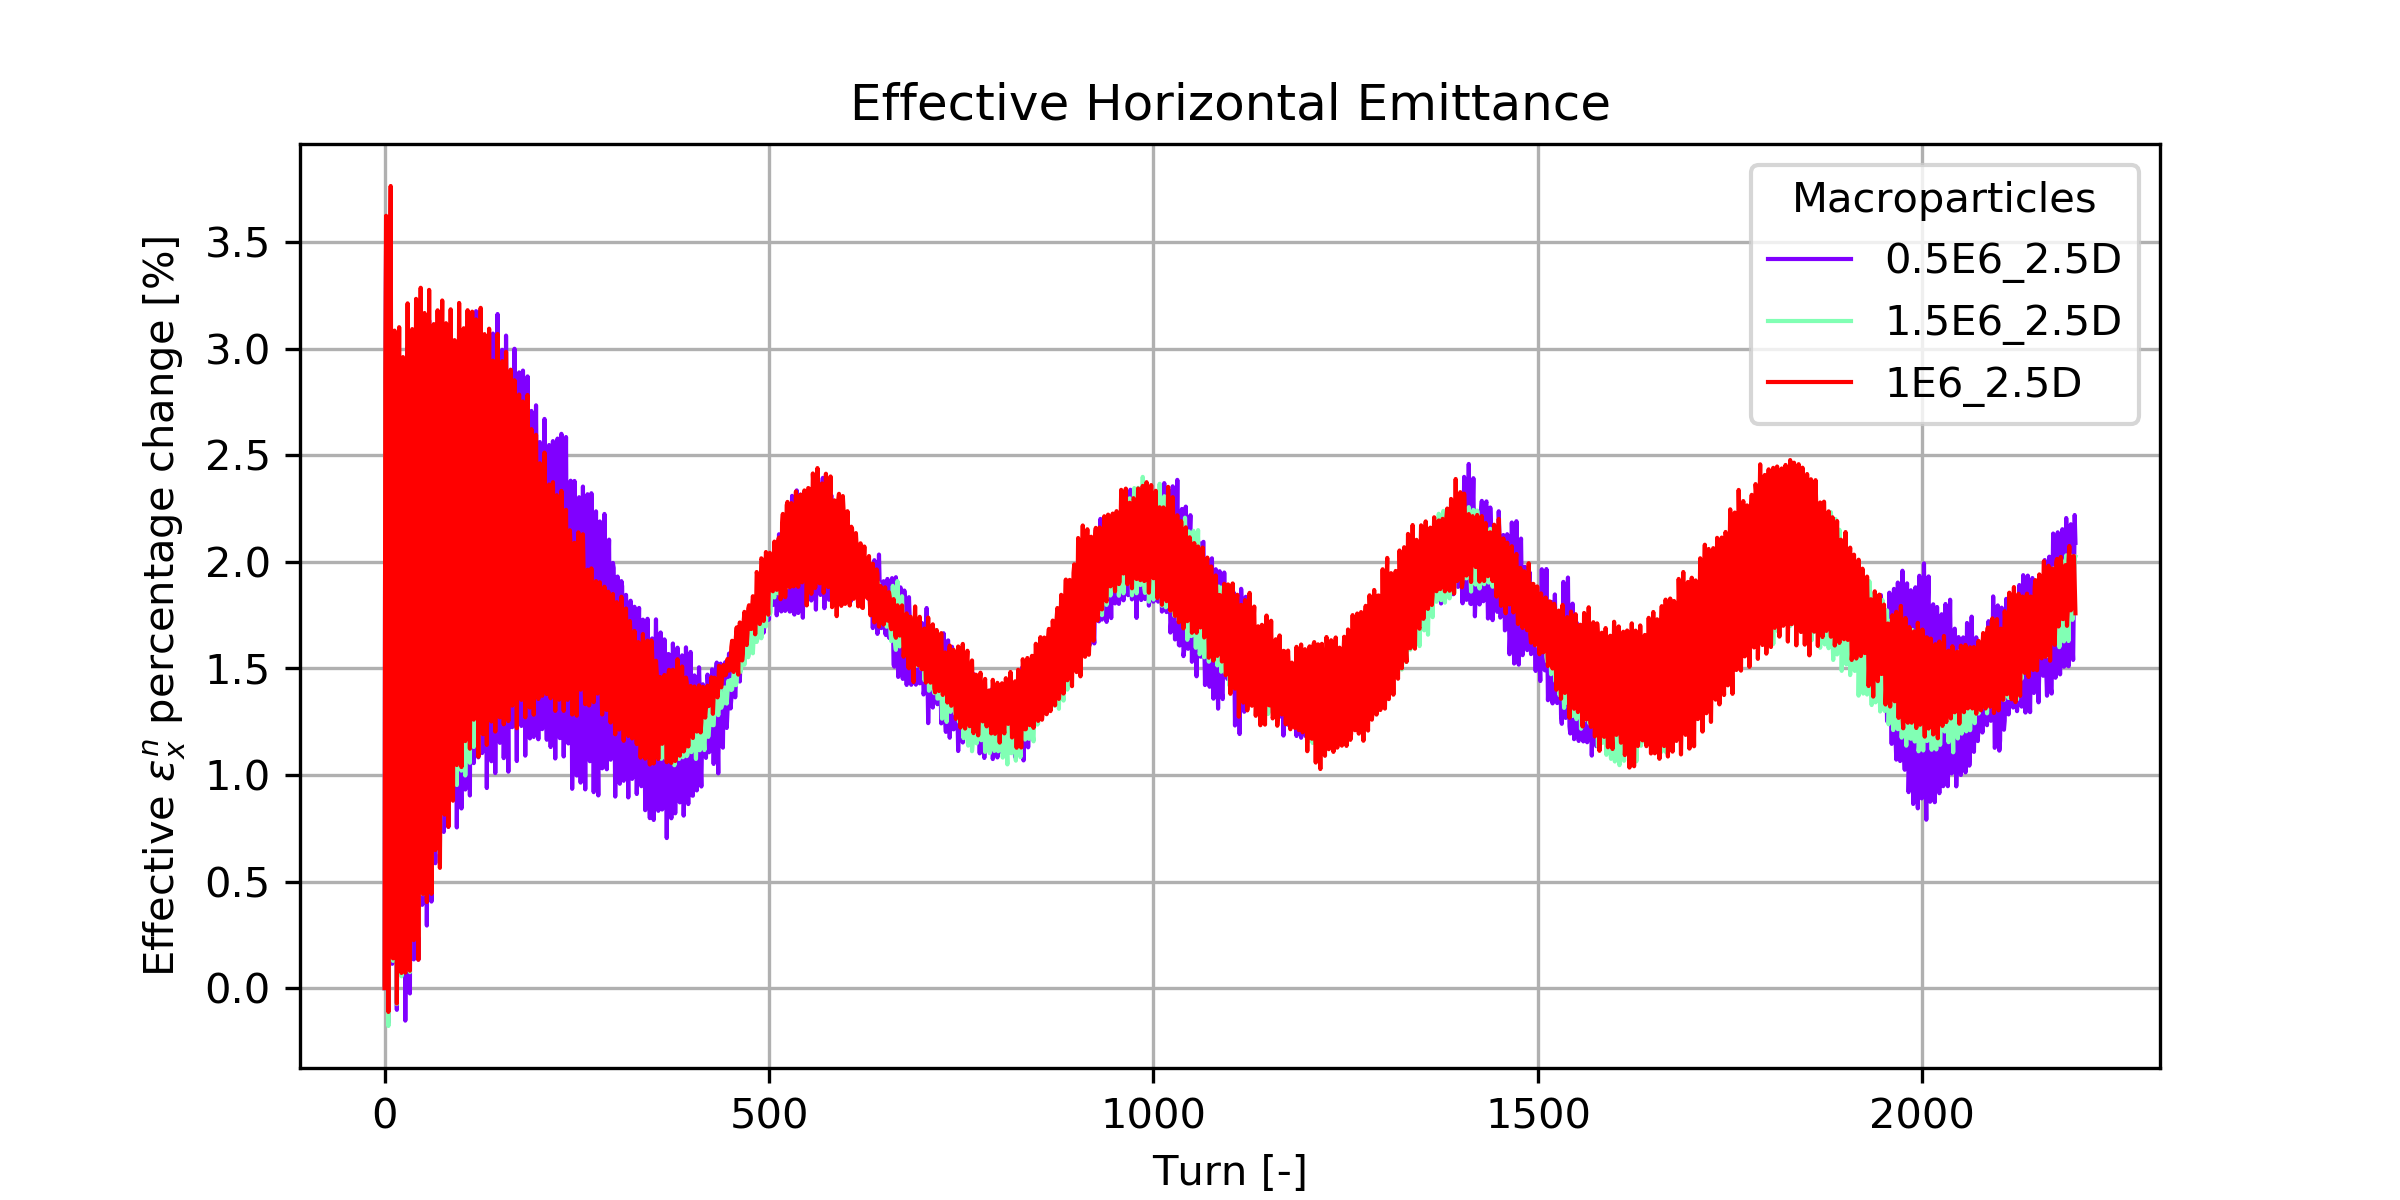 Effective Horizontal Emittance
Effective ε_x^n percentage change [%]
3.5
3.0
2.5
2.0
1.5
1.0
0.5
0.0
Macroparticles
0.5E6_2.5D
1.5E6_2.5D
1E6_2.5D
0 500 1000 1500 2000
Turn [-]